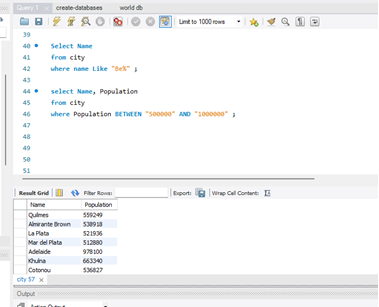 Query 1
create-databases
world db
Limit to 1000 rows
39
40 Select Name
41 from city
42 where name Like "Be%" ;
43
44 select Name, Population
45 from city
46 where Population BETWEEN "500000" AND "1000000" ;
47
48
49
50
51
Result Grid Filter Rows: Export: Wrap Cell Content:
Name Population
Quilmes 559249
Almirante Brown 538918
La Plata 521936
Mar del Plata 512880
Adelaide 978100
Khulna 663340
Cotonou 536827
city 57
Output
Action Output